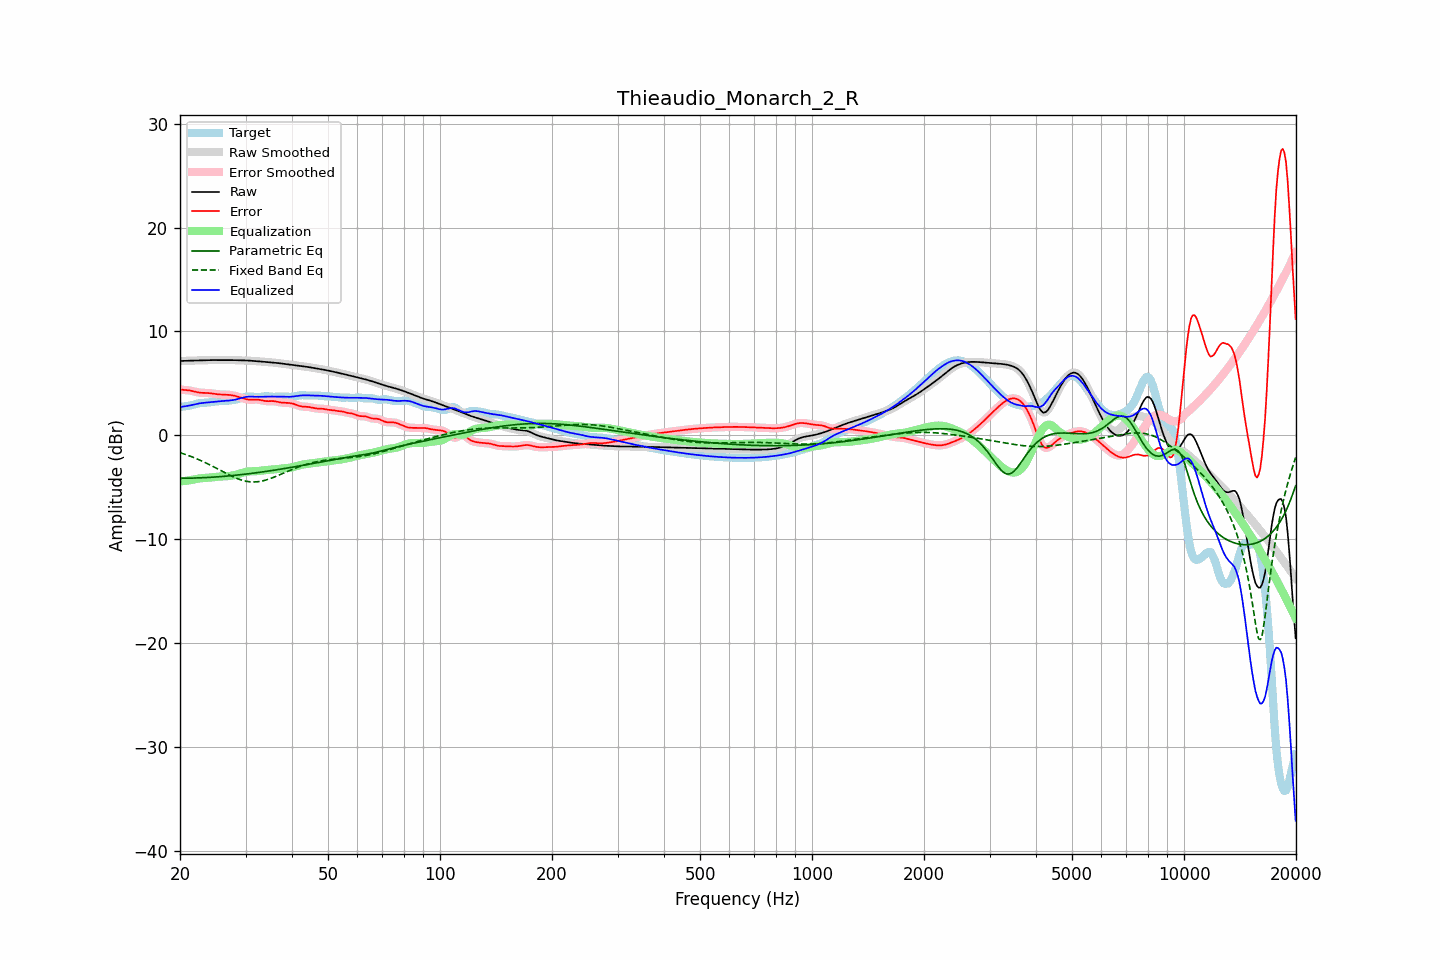 Thieaudio_Monarch_2_R
Target
Raw Smoothed
Error Smoothed
Raw
Error
Equalization
Parametric Eq
Fixed Band Eq
Equalized
30
20
10
0
−10
−20
−30
−40
Amplitude (dBr)
20
50
100
200
500
1000
2000
5000
10000
20000
Frequency (Hz)